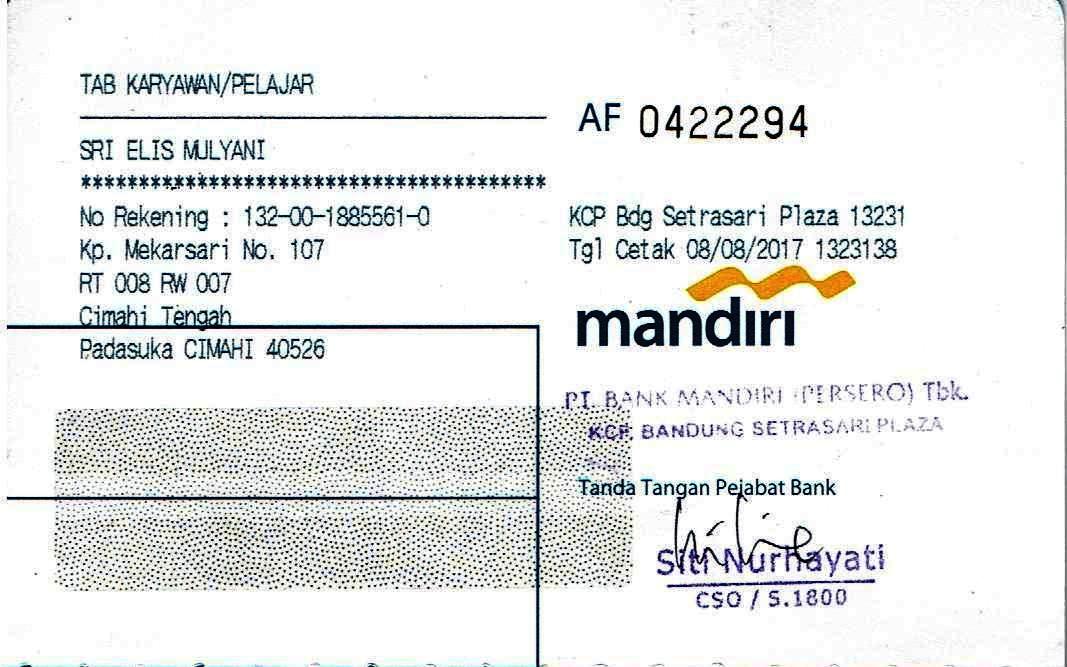 TAB KARYAWAN/PELAJAR
SRI ELIS MULYANI
****************************************
No Rekening : 132-00-1885561-0
Kp. Mekarsari No. 107
RT 008 RW 007
Cimahi Tengah
Padasuka CIMAHI 40526
AF 0422294
KCP Bdg Setrasari Plaza 13231
Tgl Cetak 08/08/2017 1323138
mandiri
PT. BANK MANDIRI (PERSERO) Tbk.
KCP. BANDUNG SETRASARI PLAZA
Tanda Tangan Pejabat Bank
Siti Nurhayati
CSO / S.1800